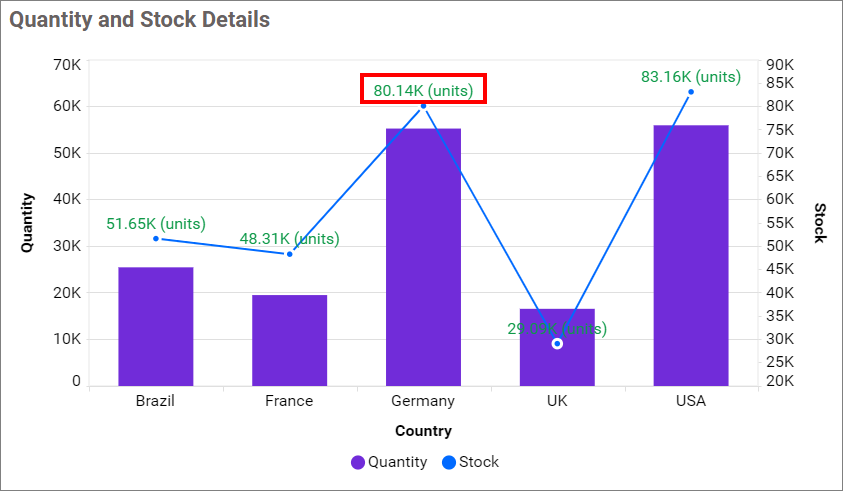 Quantity and Stock Details
70K
60K
50K
40K
30K
20K
10K
0
Quantity
51.65K (units)
48.31K (units)
80.14K (units)
29.09K (units)
83.16K (units)
90K
85K
80K
75K
70K
65K
60K
55K
50K
45K
40K
35K
30K
25K
20K
Stock
Brazil France Germany UK USA
Country
Quantity Stock